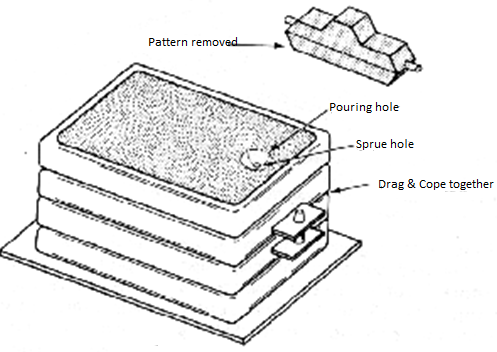 Pattern removed
Pouring hole
Sprue hole
Drag & Cope together